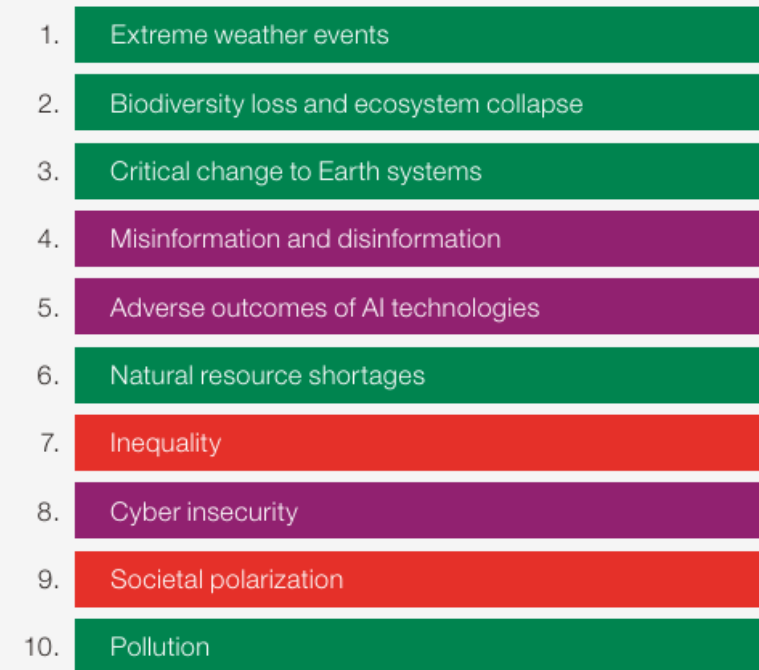 1. Extreme weather events
2. Biodiversity loss and ecosystem collapse
3. Critical change to Earth systems
4. Misinformation and disinformation
5. Adverse outcomes of AI technologies
6. Natural resource shortages
7. Inequality
8. Cyber insecurity
9. Societal polarization
10. Pollution